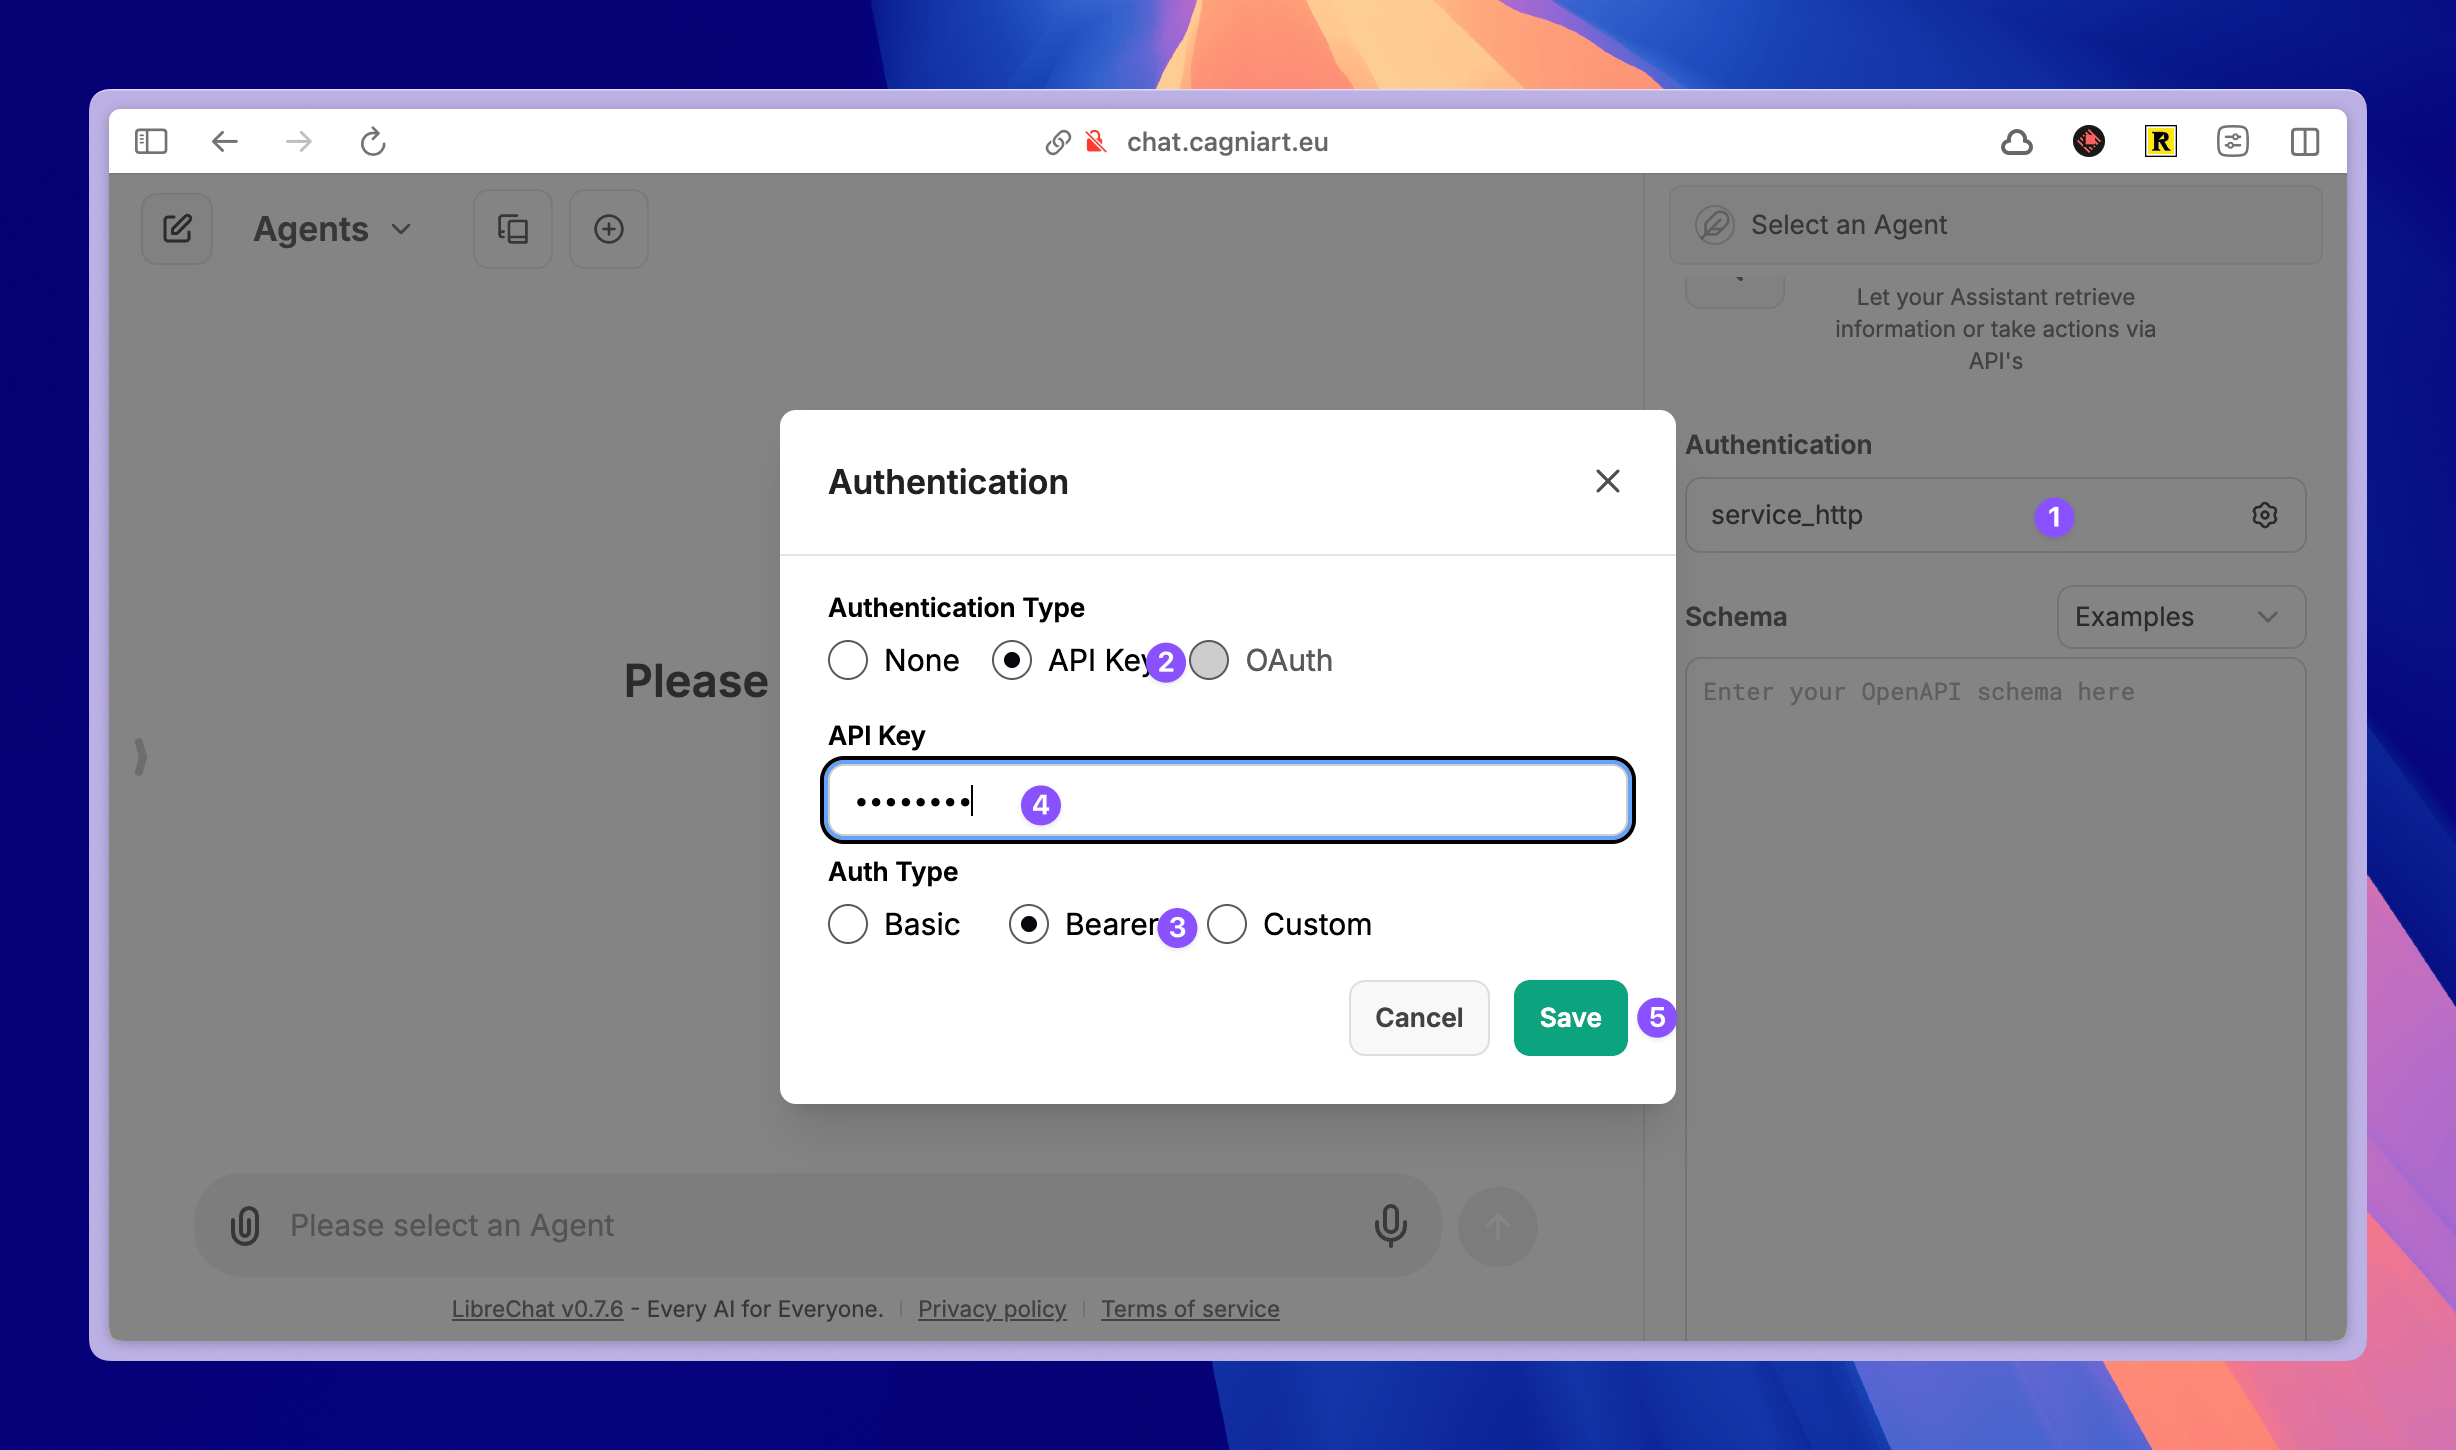 chat.cagniart.eu
R
Agents
Select an Agent
Let your Assistant retrieve
information or take actions via
API's
Authentication
service_http
1
Schema
Examples
Enter your OpenAPI schema here
Please
Authentication
Authentication Type
None
API Key
2
OAuth
API Key
••••••••
4
Auth Type
Basic
Bearer
3
Custom
Cancel
Save
5
Please select an Agent
LibreChat v0.7.6 - Every AI for Everyone.
Privacy policy
Terms of service